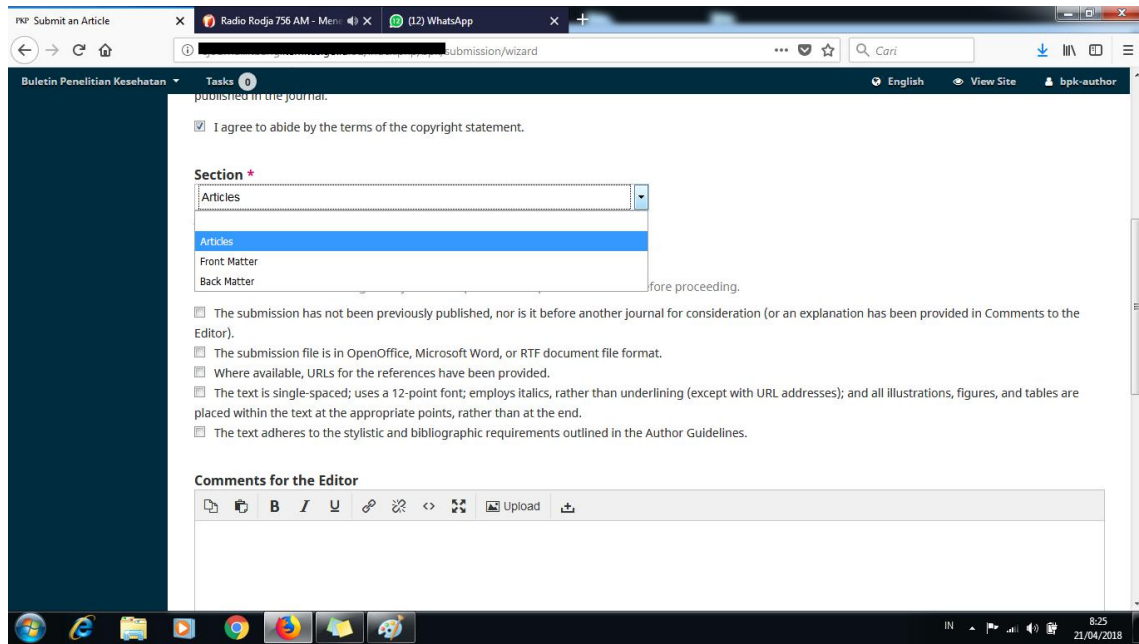 PKP Submit an Article
Radio Rodja 756 AM - Men
(12) WhatsApp
submission/wizard
Cari
Buletin Penelitian Kesehatan
Tasks 0
English
View Site
bpk-author
published in the journal.
I agree to abide by the terms of the copyright statement.
Section *
Articles
Articles
Front Matter
Back Matter
before proceeding.
The submission has not been previously published, nor is it before another journal for consideration (or an explanation has been provided in Comments to the
Editor).
The submission file is in OpenOffice, Microsoft Word, or RTF document file format.
Where available, URLs for the references have been provided.
The text is single-spaced; uses a 12-point font; employs italics, rather than underlining (except with URL addresses); and all illustrations, figures, and tables are
placed within the text at the appropriate points, rather than at the end.
The text adheres to the stylistic and bibliographic requirements outlined in the Author Guidelines.
Comments for the Editor
B I U Upload
IN
8:25
21/04/2018